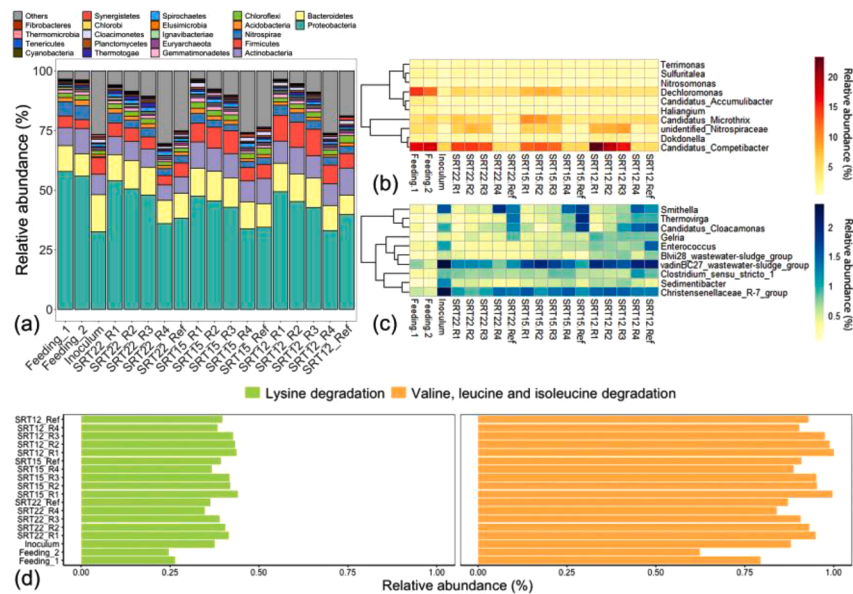 Others Synergistetes Spirochaetes Chloroflexi Bacteroidetes
Fibrobacteres Chlorobi Elusimicrobia Acidobacteria Proteobacteria
Thermomicrobia Cloacimonetes Ignavibacteriae Nitrospirae
Tenericutes Planctomycetes Euryarchaeota Firmicutes
Cyanobacteria Thermotogae Gemmatimonadetes Actinobacteria
Relative abundance (%)
100
75
50
25
0
(a)
Feeding_1
Feeding_2
Inoculum
SRT22_R1
SRT22_R2
SRT22_R3
SRT22_R4
SRT22_Ref
SRT15_R1
SRT15_R2
SRT15_R3
SRT15_R4
SRT15_Ref
SRT12_R1
SRT12_R2
SRT12_R3
SRT12_R4
SRT12_Ref
Terrimonas
Sulfuritalea
Nitrosomonas
Dechloromonas
Candidatus_Accumulibacter
Haliangium
Candidatus_Microthrix
unidentified_Nitrospiraceae
Dokdonella
Candidatus_Competibacter
(b)
Feeding.1
Feeding.2
Inoculum
SRT22.R1
SRT22.R2
SRT22.R3
SRT22.R4
SRT22.Ref
SRT15.R1
SRT15.R2
SRT15.R3
SRT15.R4
SRT15.Ref
SRT12.R1
SRT12.R2
SRT12.R3
SRT12.R4
SRT12.Ref
20
15
10
5
Relative abundance (%)
Smithella
Thermovirga
Candidatus_Cloacamonas
Gelria
Enterococcus
Blvii28_wastewater-sludge_group
vadinBC27_wastewater-sludge_group
Clostridium_sensu_stricto_1
Sedimentibacter
Christensenellaceae_R-7_group
(c)
Feeding.1
Feeding.2
Inoculum
SRT22.R1
SRT22.R2
SRT22.R3
SRT22.R4
SRT22.Ref
SRT15.R1
SRT15.R2
SRT15.R3
SRT15.R4
SRT15.Ref
SRT12.R1
SRT12.R2
SRT12.R3
SRT12.R4
SRT12.Ref
2
1.5
1
0.5
Relative abundance (%)
Lysine degradation Valine, leucine and isoleucine degradation
SRT12_Ref
SRT12_R4
SRT12_R3
SRT12_R2
SRT12_R1
SRT15_Ref
SRT15_R4
SRT15_R3
SRT15_R2
SRT15_R1
SRT22_Ref
SRT22_R4
SRT22_R3
SRT22_R2
SRT22_R1
Inoculum
Feeding_2
Feeding_1
(d)
0.00 0.25 0.50 0.75 1.00 0.00 0.25 0.50 0.75 1.00
Relative abundance (%)